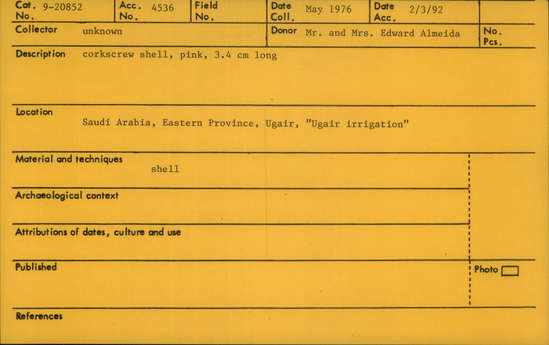 Cat. No. 9-20852 Acc. No. 4536 Field No. Date Coll. May 1976 Date Acc. 2/3/92
Collector unknown Donor Mr. and Mrs. Edward Almeida No. Pcs.
Description corkscrew shell, pink, 3.4 cm long
Location
Saudi Arabia, Eastern Province, Ugair, "Ugair irrigation"
Material and techniques
shell
Archaeological context
Attributions of dates, culture and use
Published
Photo
References